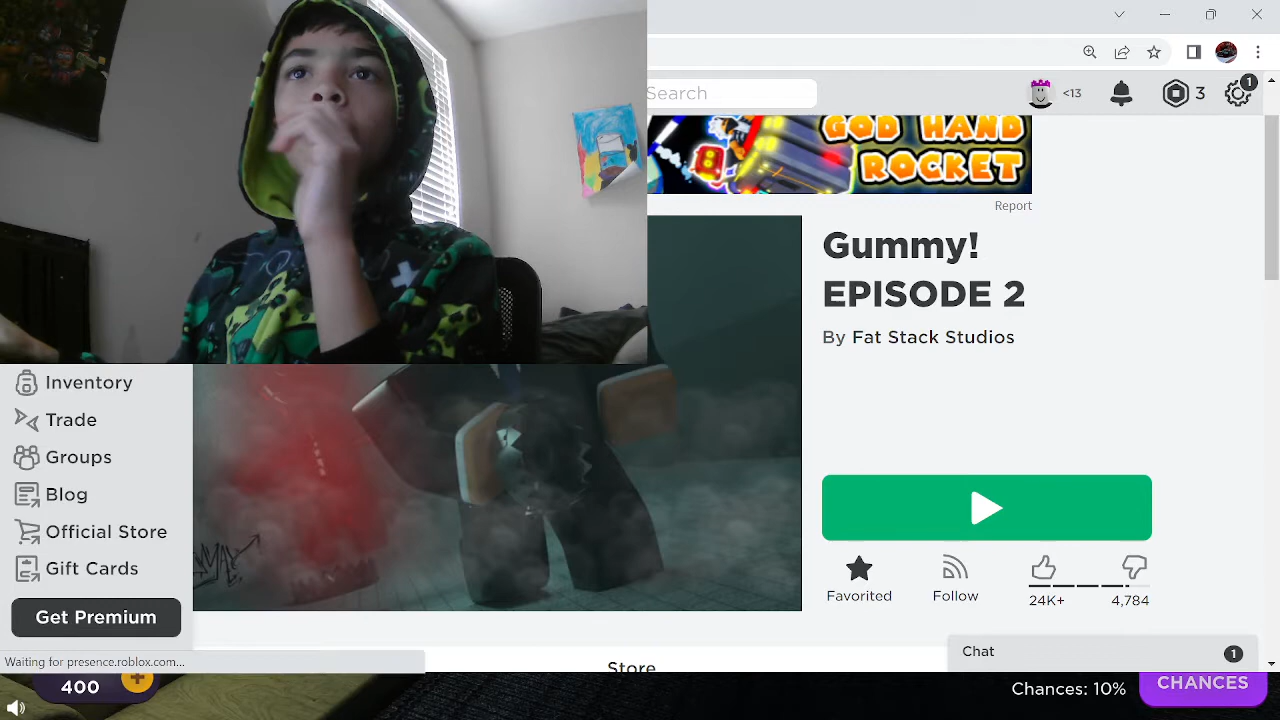 Search
<13
3
1
GOD HAND
ROCKET
Report
Gummy!
EPISODE 2
By Fat Stack Studios
Inventory
Trade
Groups
Blog
Official Store
Gift Cards
Get Premium
Favorited
Follow
24K+
4,784
Waiting for presence.roblox.com...
Store
Chat
1
400
Chances: 10%
CHANCES